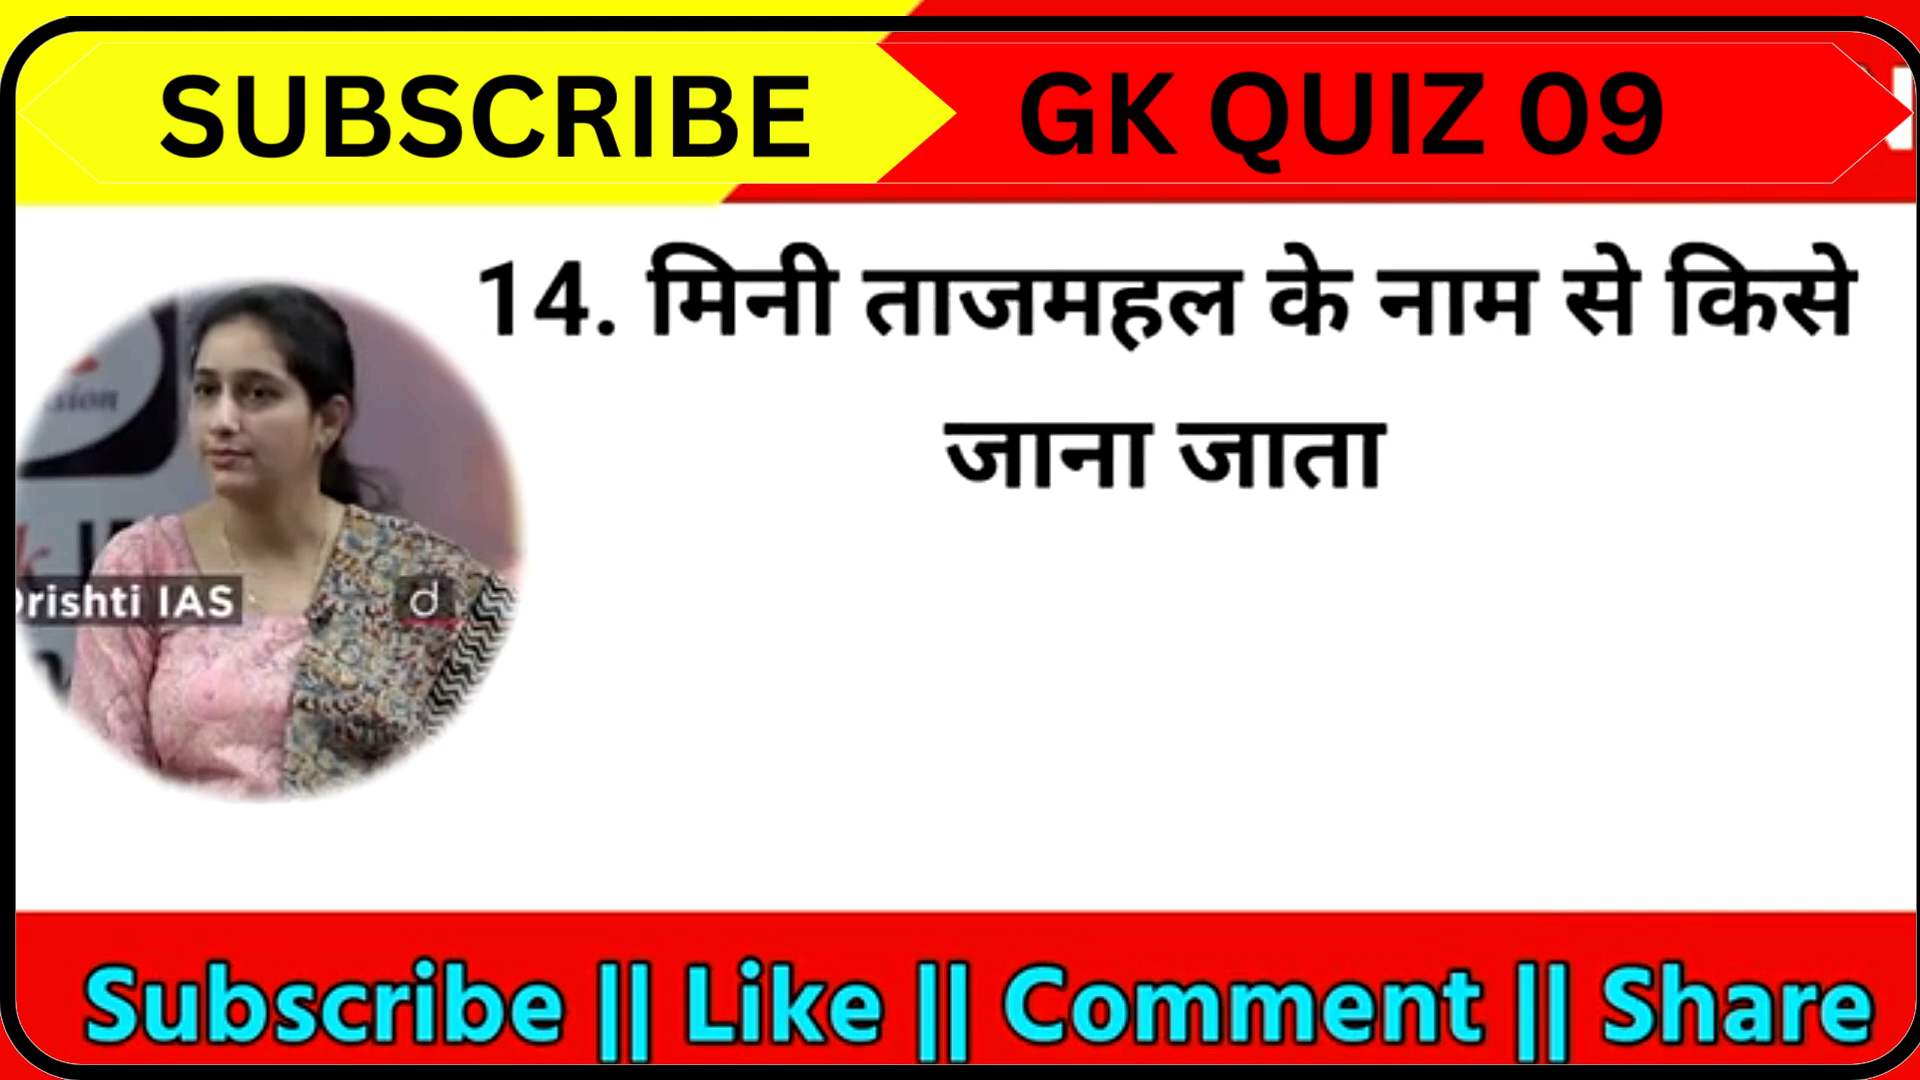 SUBSCRIBE GK QUIZ 09
14. मिनी ताजमहल के नाम से किसे
जाना जाता
rishti IAS
d
Subscribe || Like || Comment || Share